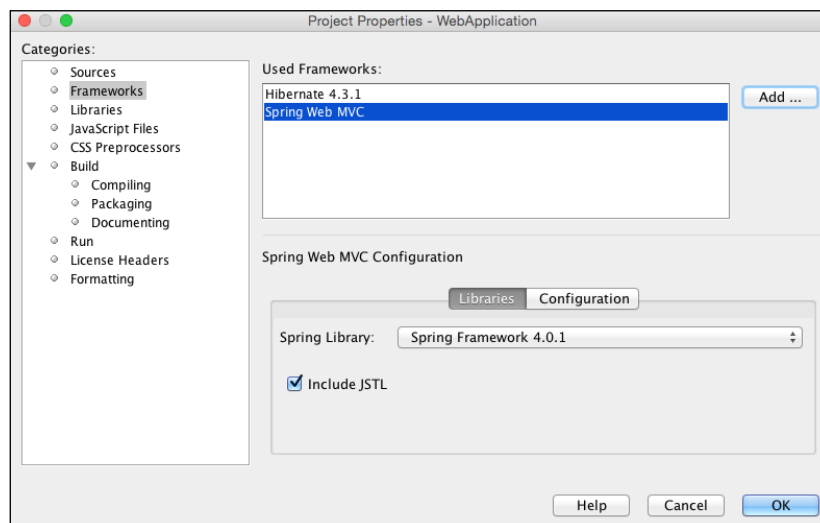 Project Properties - WebApplication
Categories:
Sources
Frameworks
Libraries
JavaScript Files
CSS Preprocessors
Build
Compiling
Packaging
Documenting
Run
License Headers
Formatting
Used Frameworks:
Hibernate 4.3.1
Spring Web MVC
Add ...
Spring Web MVC Configuration
Libraries Configuration
Spring Library: Spring Framework 4.0.1
Include JSTL
Help Cancel OK